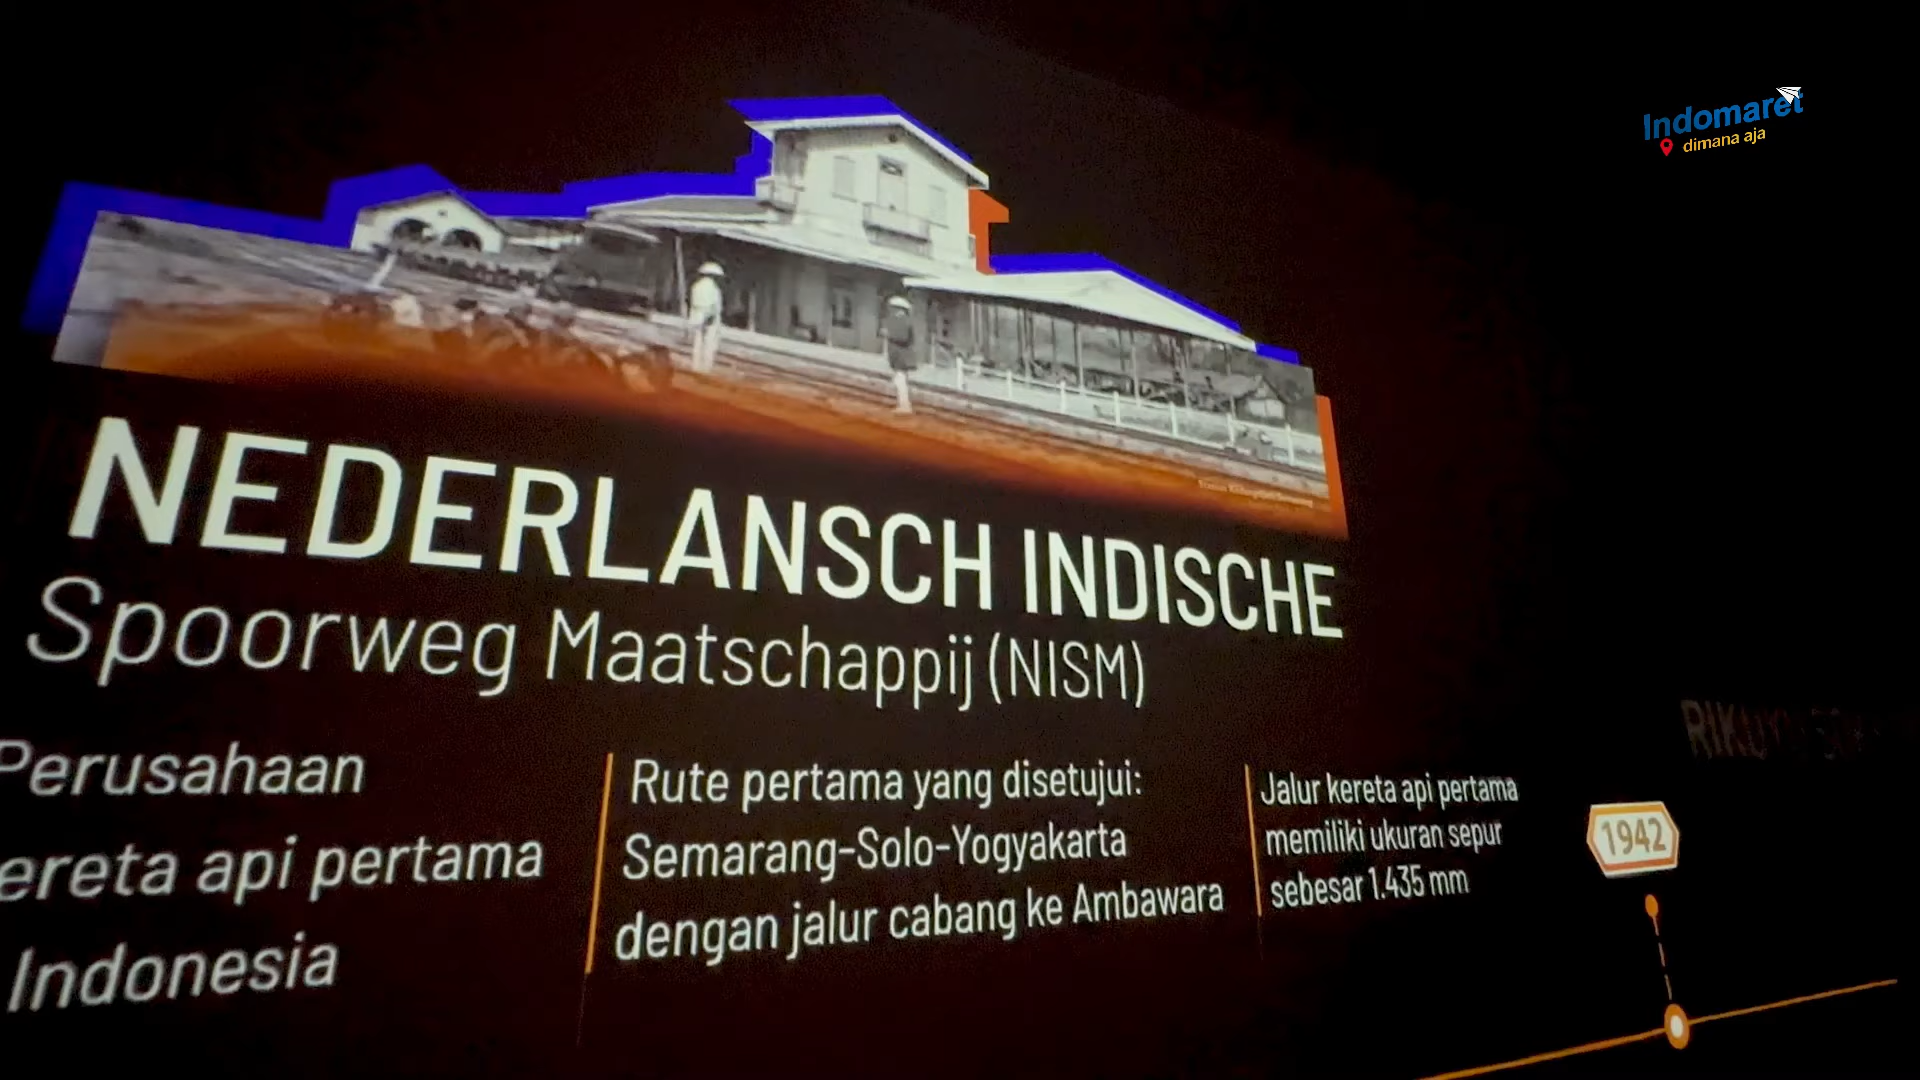 Indomaret
dimana aja
NEDERLANSCH INDISCHE
Spoorweg Maatschappij (NISM)
Perusahaan
ereta api pertama
Indonesia
Rute pertama yang disetujui:
Semarang-Solo-Yogyakarta
dengan jalur cabang ke Ambawara
Jalur kereta api pertama
memiliki ukuran sepur
sebesar 1.435 mm
1942